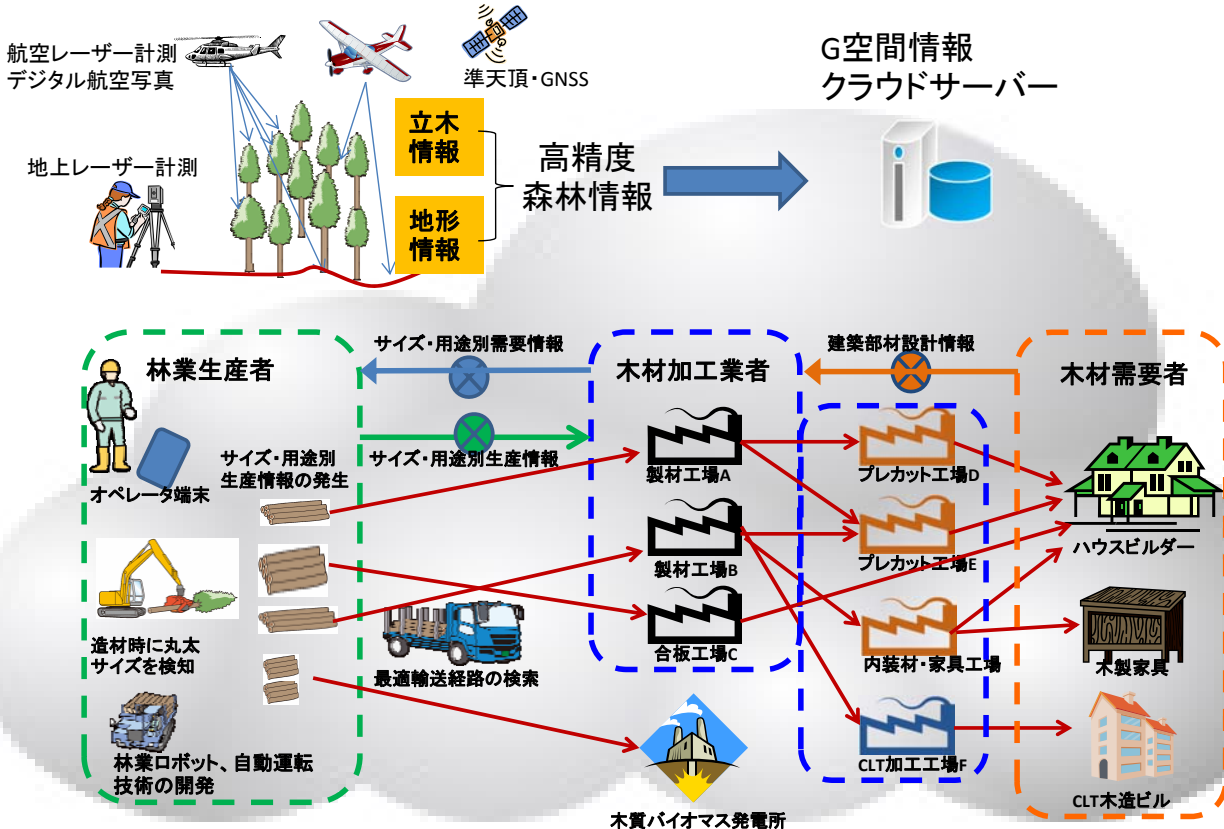 航空レーザー計測
デジタル航空写真
準天頂・GNSS
G空間情報
クラウドサーバー
地上レーザー計測
立木
情報
地形
情報
高精度
森林情報
林業生産者
サイズ・用途別需要情報
サイズ・用途別生産情報
木材加工業者
建築部材設計情報
木材需要者
オペレータ端末
サイズ・用途別
生産情報の発生
造材時に丸太
サイズを検知
林業ロボット、自動運転
技術の開発
最適輸送経路の検索
製材工場A
製材工場B
合板工場C
プレカット工場D
プレカット工場E
内装材・家具工場
CLT加工工場F
ハウスビルダー
木製家具
CLT木造ビル
木質バイオマス発電所